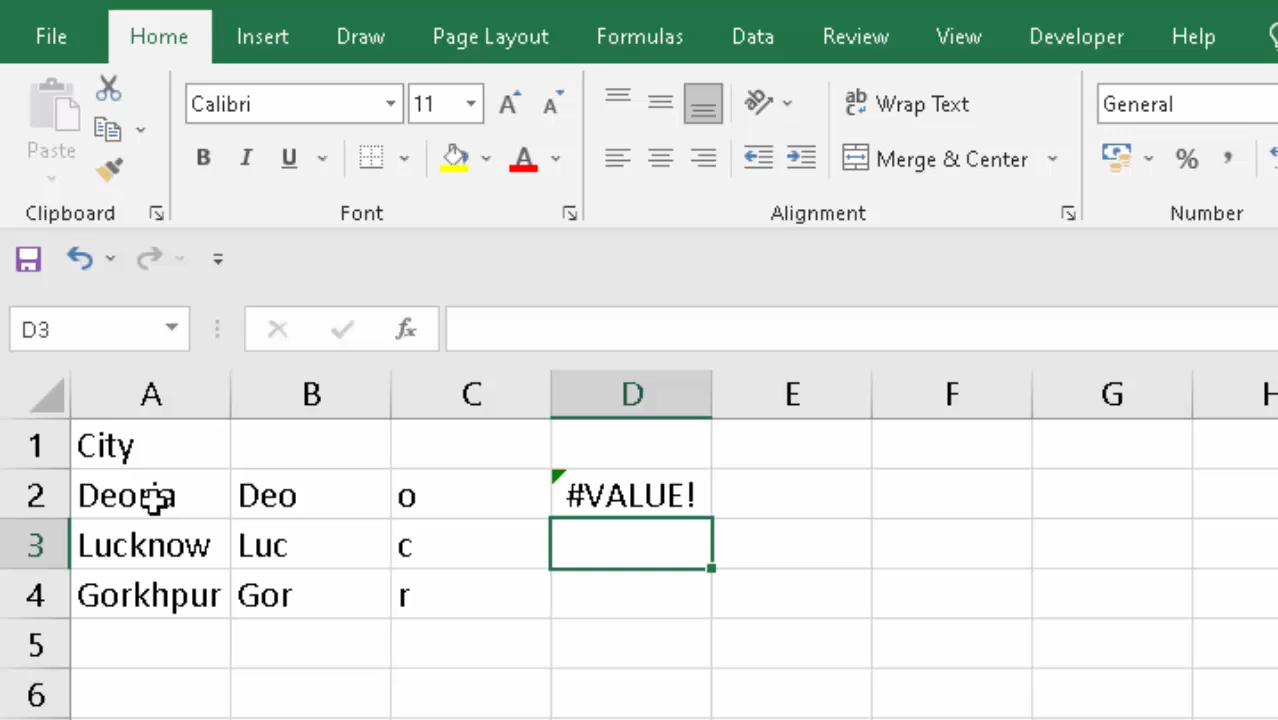 File Home Insert Draw Page Layout Formulas Data Review View Developer Help
Calibri 11 A A ab Wrap Text General
Paste B I U A Merge & Center % ,
Clipboard Font Alignment Number
D3 fx
A B C D E F G H
1 City
2 Deoria Deo o #VALUE!
3 Lucknow Luc c
4 Gorkhpur Gor r
5
6